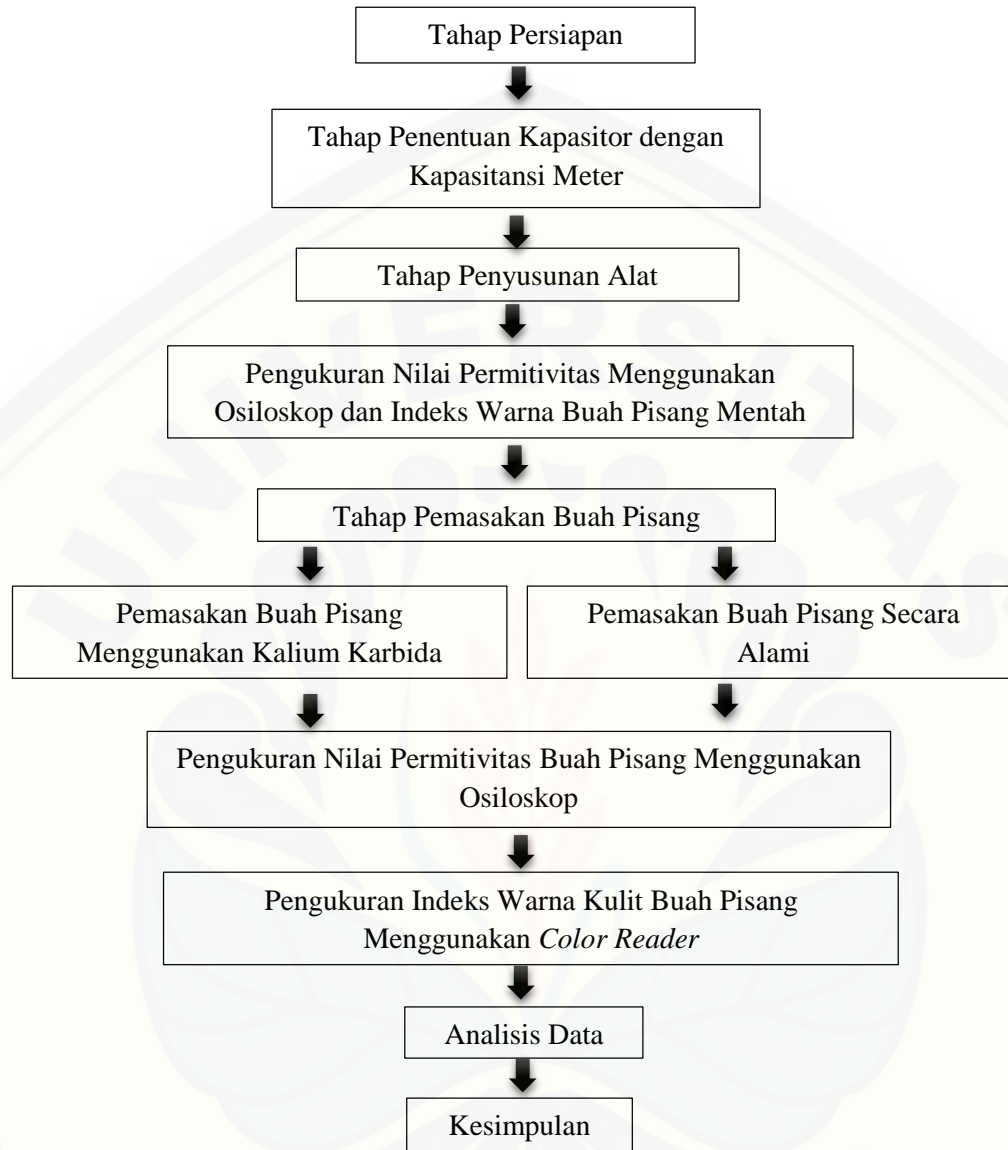 Tahap Persiapan
Tahap Penentuan Kapasitor dengan
Kapasitansi Meter
Tahap Penyusunan Alat
Pengukuran Nilai Permitivitas Menggunakan
Osiloskop dan Indeks Warna Buah Pisang Mentah
Tahap Pemasakan Buah Pisang
Pemasakan Buah Pisang
Menggunakan Kalium Karbida
Pemasakan Buah Pisang Secara
Alami
Pengukuran Nilai Permitivitas Buah Pisang Menggunakan
Osiloskop
Pengukuran Indeks Warna Kulit Buah Pisang
Menggunakan Color Reader
Analisis Data
Kesimpulan
UNIVERSITAS